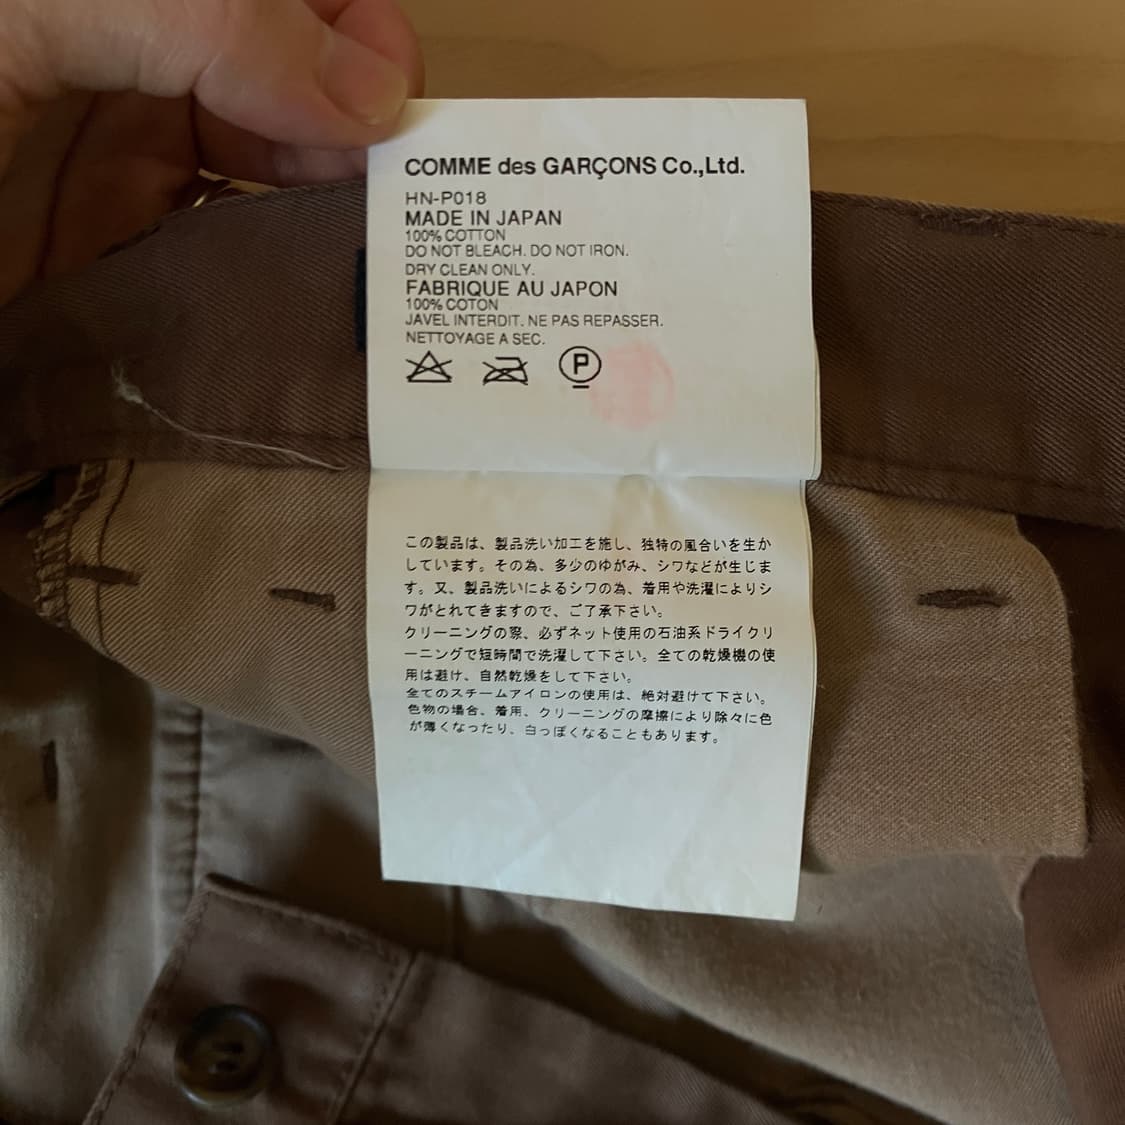 COMME des GARÇONS Co.,Ltd.
HN-P018
MADE IN JAPAN
100% COTTON
DO NOT BLEACH. DO NOT IRON.
DRY CLEAN ONLY.
FABRIQUE AU JAPON
100% COTON
JAVEL INTERDIT. NE PAS REPASSER.
NETTOYAGE A SEC.
P
この製品は、製品洗い加工を施し、独特の風合いを生か
しています。その為、多少のゆがみ、シワなどが生じま
す。又、製品洗いによるシワの為、着用や洗濯によりシ
ワがとれてきますので、ご了承下さい。
クリーニングの際、必ずネット使用の石油系ドライクリ
ーニングで短時間で洗濯して下さい。全ての乾燥機の使
用は避け、自然乾燥をして下さい。
全てのスチームアイロンの使用は、絶対避けて下さい。
色物の場合、着用、クリーニングの摩擦により除々に色
が薄くなったり、白っぽくなることもあります。